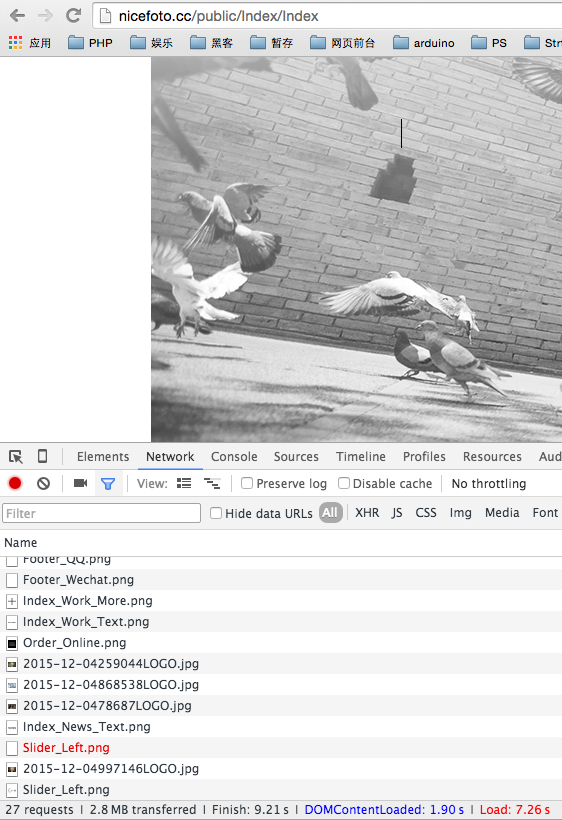 nicefoto.cc/public/Index/Index
应用 PHP 娱乐 黑客 暂存 网页前台 arduino PS Str
Elements Network Console Sources Timeline Profiles Resources Aud
View: Preserve log Disable cache No throttling
Filter Hide data URLs All XHR JS CSS Img Media Font
Name
Footer_QQ.png
Footer_Wechat.png
Index_Work_More.png
Index_Work_Text.png
Order_Online.png
2015-12-04259044LOGO.jpg
2015-12-04868538LOGO.jpg
2015-12-0478687LOGO.jpg
Index_News_Text.png
Slider_Left.png
2015-12-04997146LOGO.jpg
Slider_Left.png
27 requests | 2.8 MB transferred | Finish: 9.21 s | DOMContentLoaded: 1.90 s | Load: 7.26 s